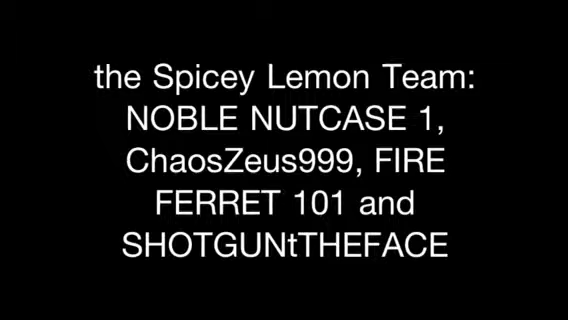 the Spicey Lemon Team:
NOBLE NUTCASE 1,
ChaosZeus999, FIRE
FERRET 101 and
SHOTGUNtTHEFACE